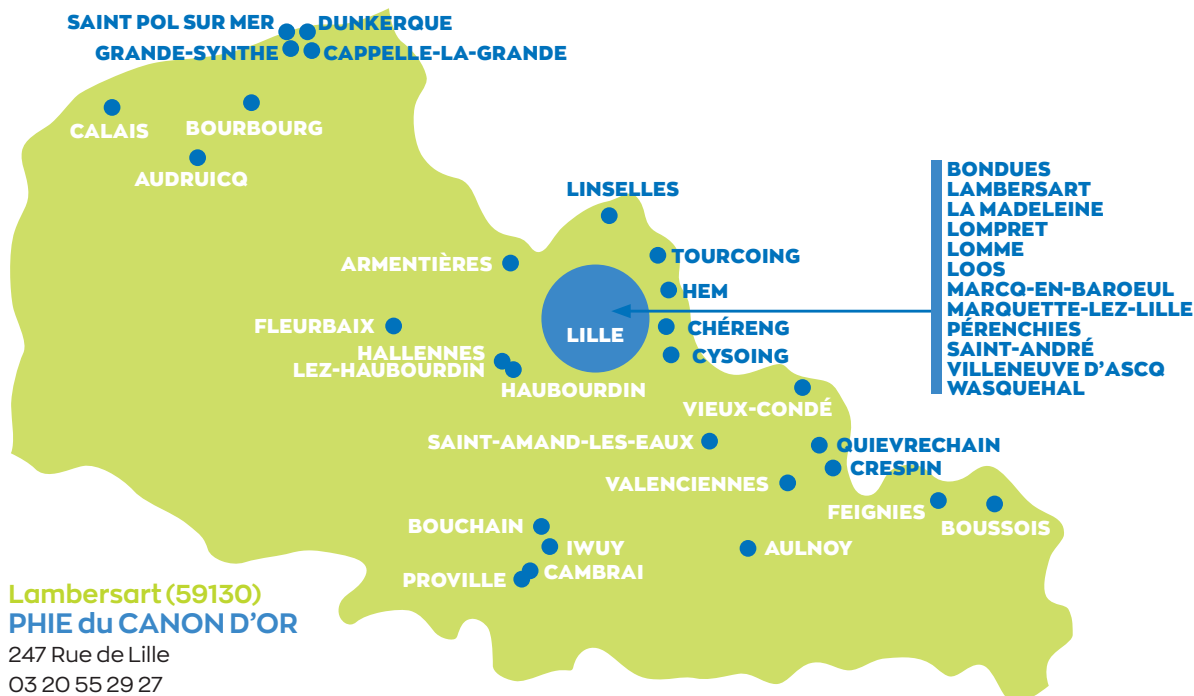 SAINT POL SUR MER
DUNKERQUE
GRANDE-SYNTHE
CAPPELLE-LA-GRANDE
CALAIS
BOURBOURG
AUDRUICQ
LINSELLES
ARMENTIÈRES
TOURCOING
HEM
FLEURBAIX
LILLE
CHÉRENG
HALLENNES
LEZ-HAUBOURDIN
CYSOING
HAUBOURDIN
BONDUES
LAMBERSART
LA MADELEINE
LOMPRET
LOMME
LOOS
MARCQ-EN-BAROEUL
MARQUETTE-LEZ-LILLE
PÉRENCHIES
SAINT-ANDRÉ
VILLENEUVE D'ASCQ
WASQUEHAL
VIEUX-CONDÉ
SAINT-AMAND-LES-EAUX
QUIEVRECHAIN
CRESPIN
VALENCIENNES
FEIGNIES
BOUSSOIS
BOUCHAIN
IWUY
AULNOY
CAMBRAI
PROVILLE
Lambersart (59130)
PHIE du CANON D'OR
247 Rue de Lille
03 20 55 29 27